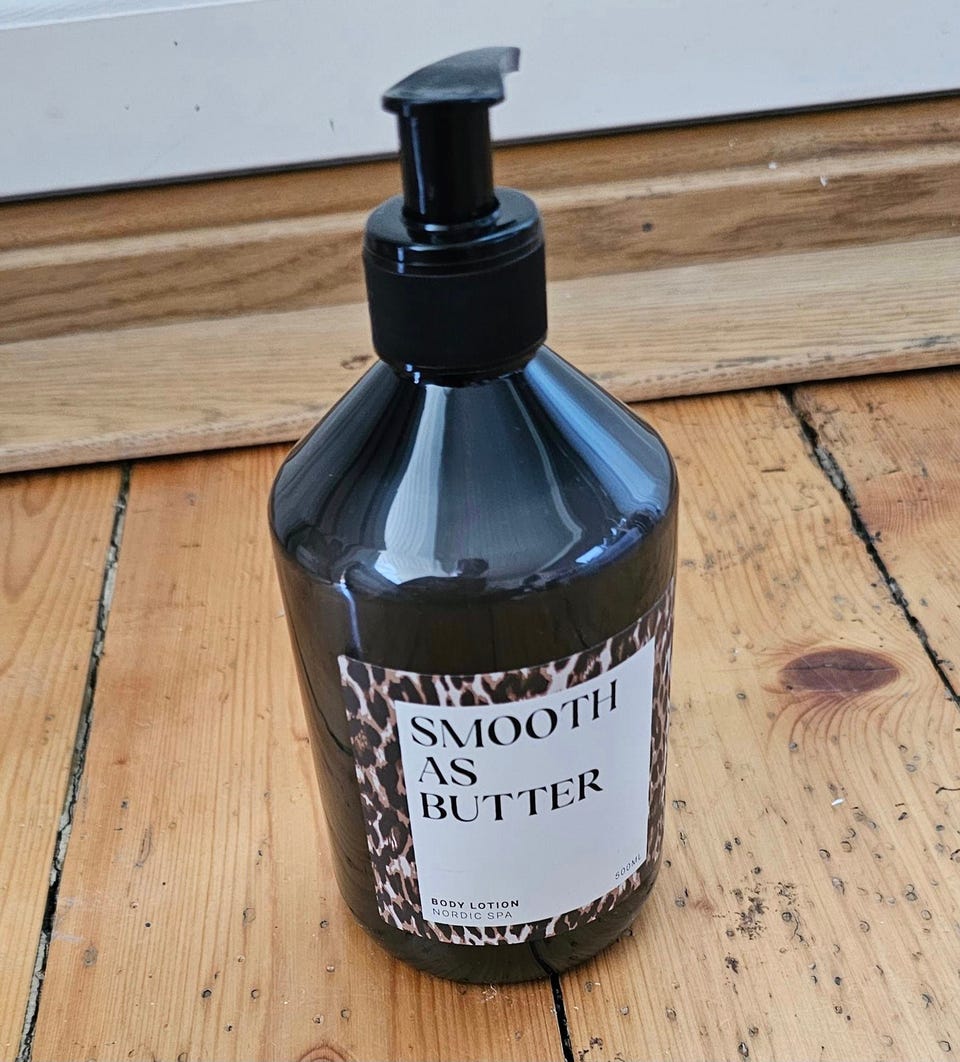 SMOOTH
AS
BUTTER
500ML
BODY LOTION
NORDIC SPA